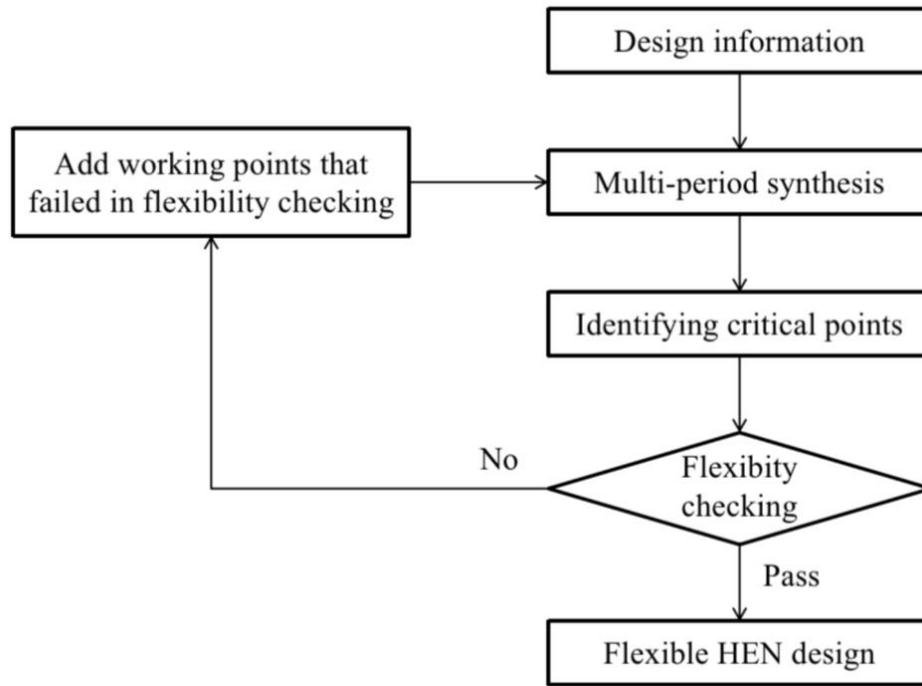 Design information
Add working points that
failed in flexibility checking
Multi-period synthesis
Identifying critical points
No
Flexibity
checking
Pass
Flexible HEN design